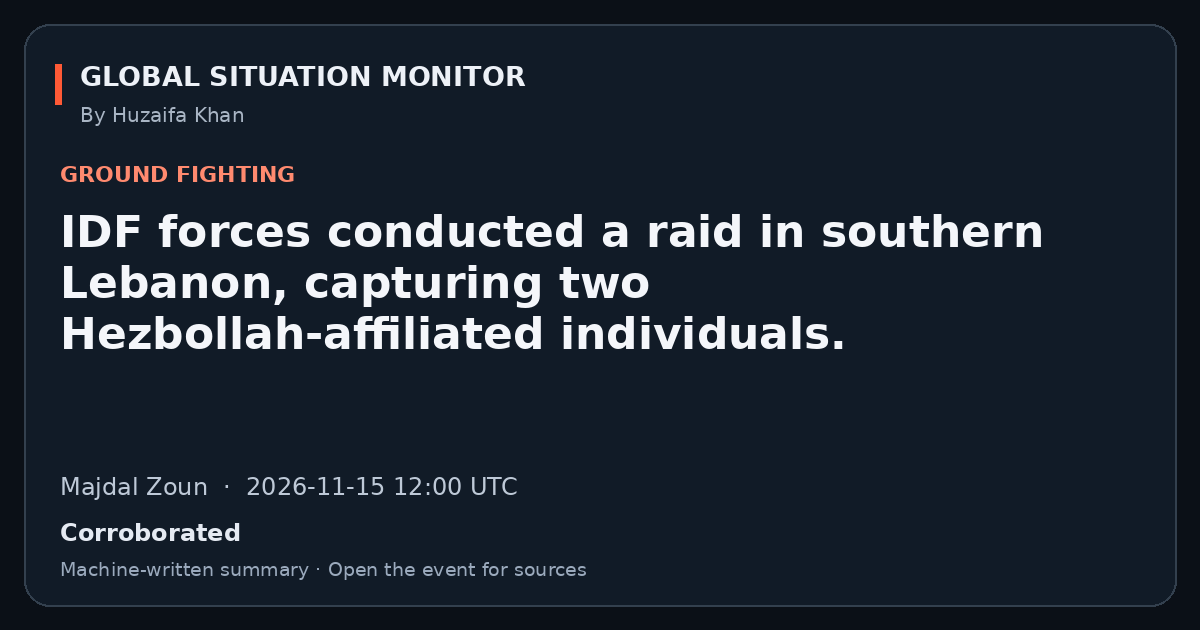 GLOBAL SITUATION MONITOR
By Huzaifa Khan
GROUND FIGHTING
IDF forces conducted a raid in southern
Lebanon, capturing two
Hezbollah-affiliated individuals.
Majdal Zoun · 2026-11-15 12:00 UTC
Corroborated
Machine-written summary · Open the event for sources